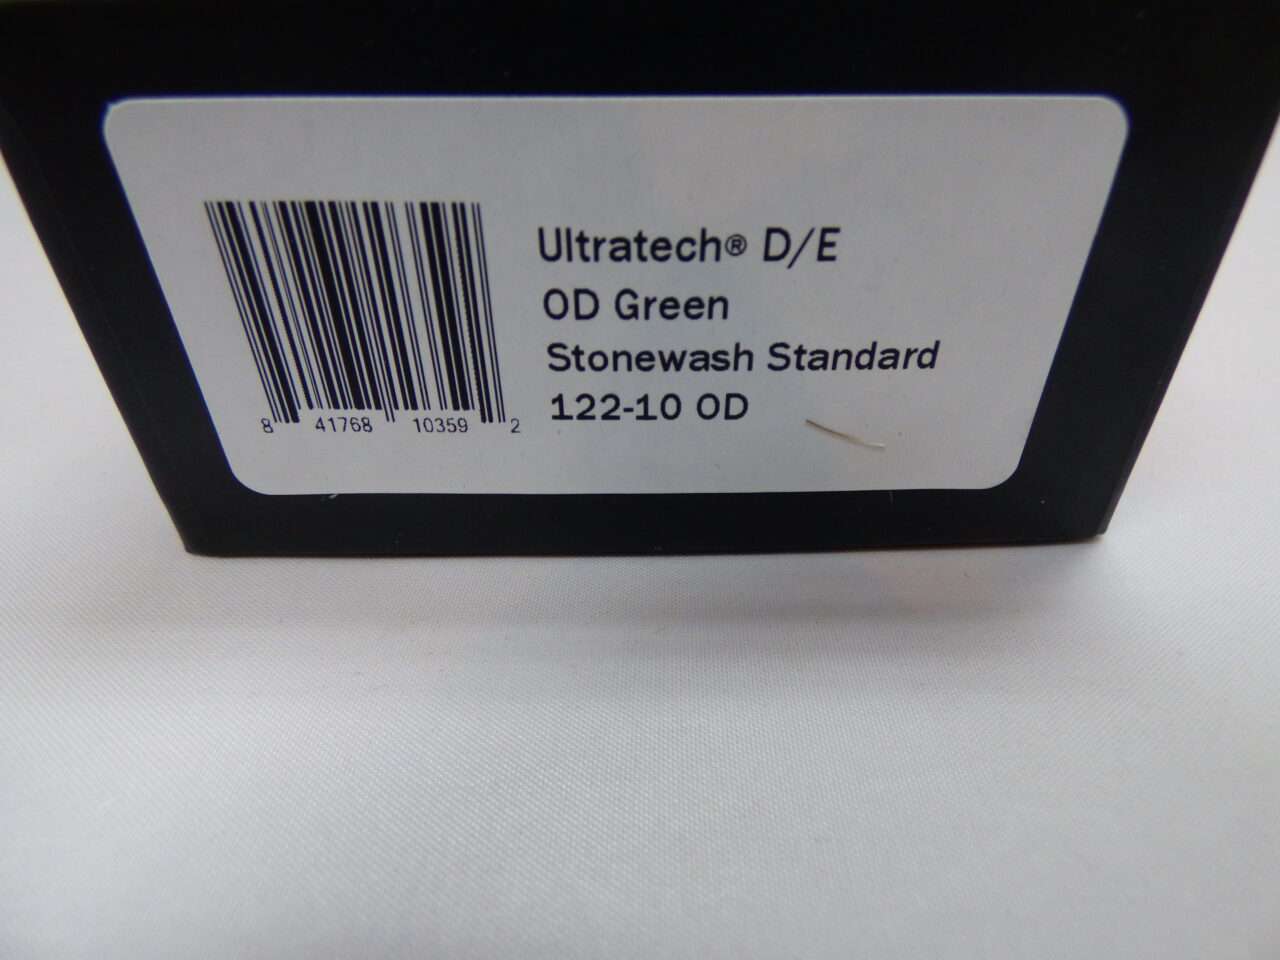 Ultratech® D/E
OD Green
Stonewash Standard
122-10 OD
8 41768 10359 2